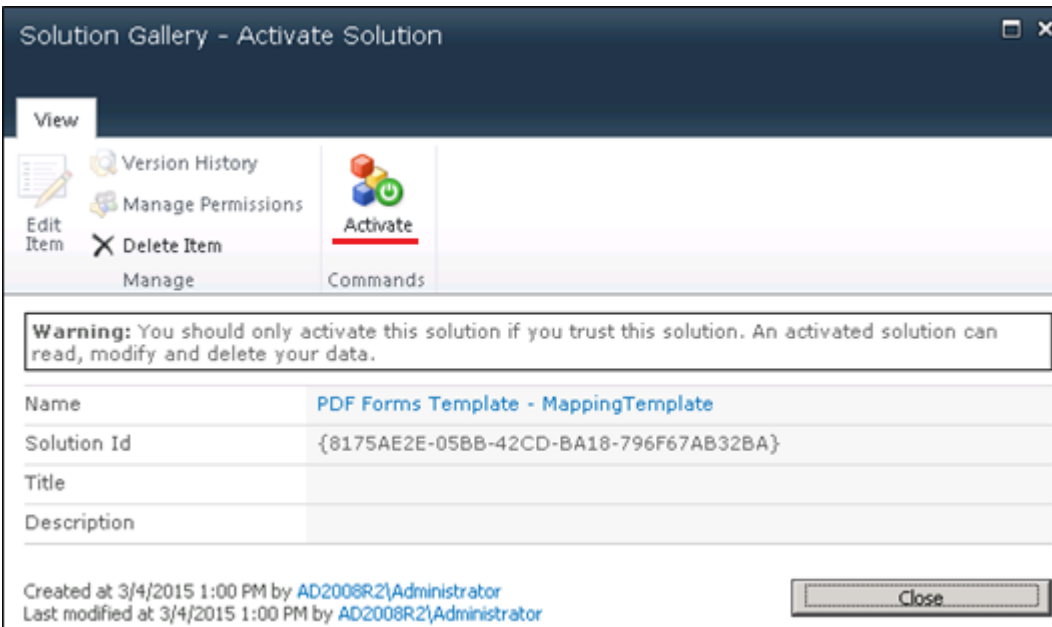 Solution Gallery - Activate Solution
View
Edit
Item
Version History
Manage Permissions
Delete Item
Manage
Activate
Commands
Warning: You should only activate this solution if you trust this solution. An activated solution can
read, modify and delete your data.
Name PDF Forms Template - MappingTemplate
Solution Id {8175AE2E-05BB-42CD-BA18-796F67AB32BA}
Title
Description
Created at 3/4/2015 1:00 PM by AD2008R2\Administrator
Last modified at 3/4/2015 1:00 PM by AD2008R2\Administrator
Close